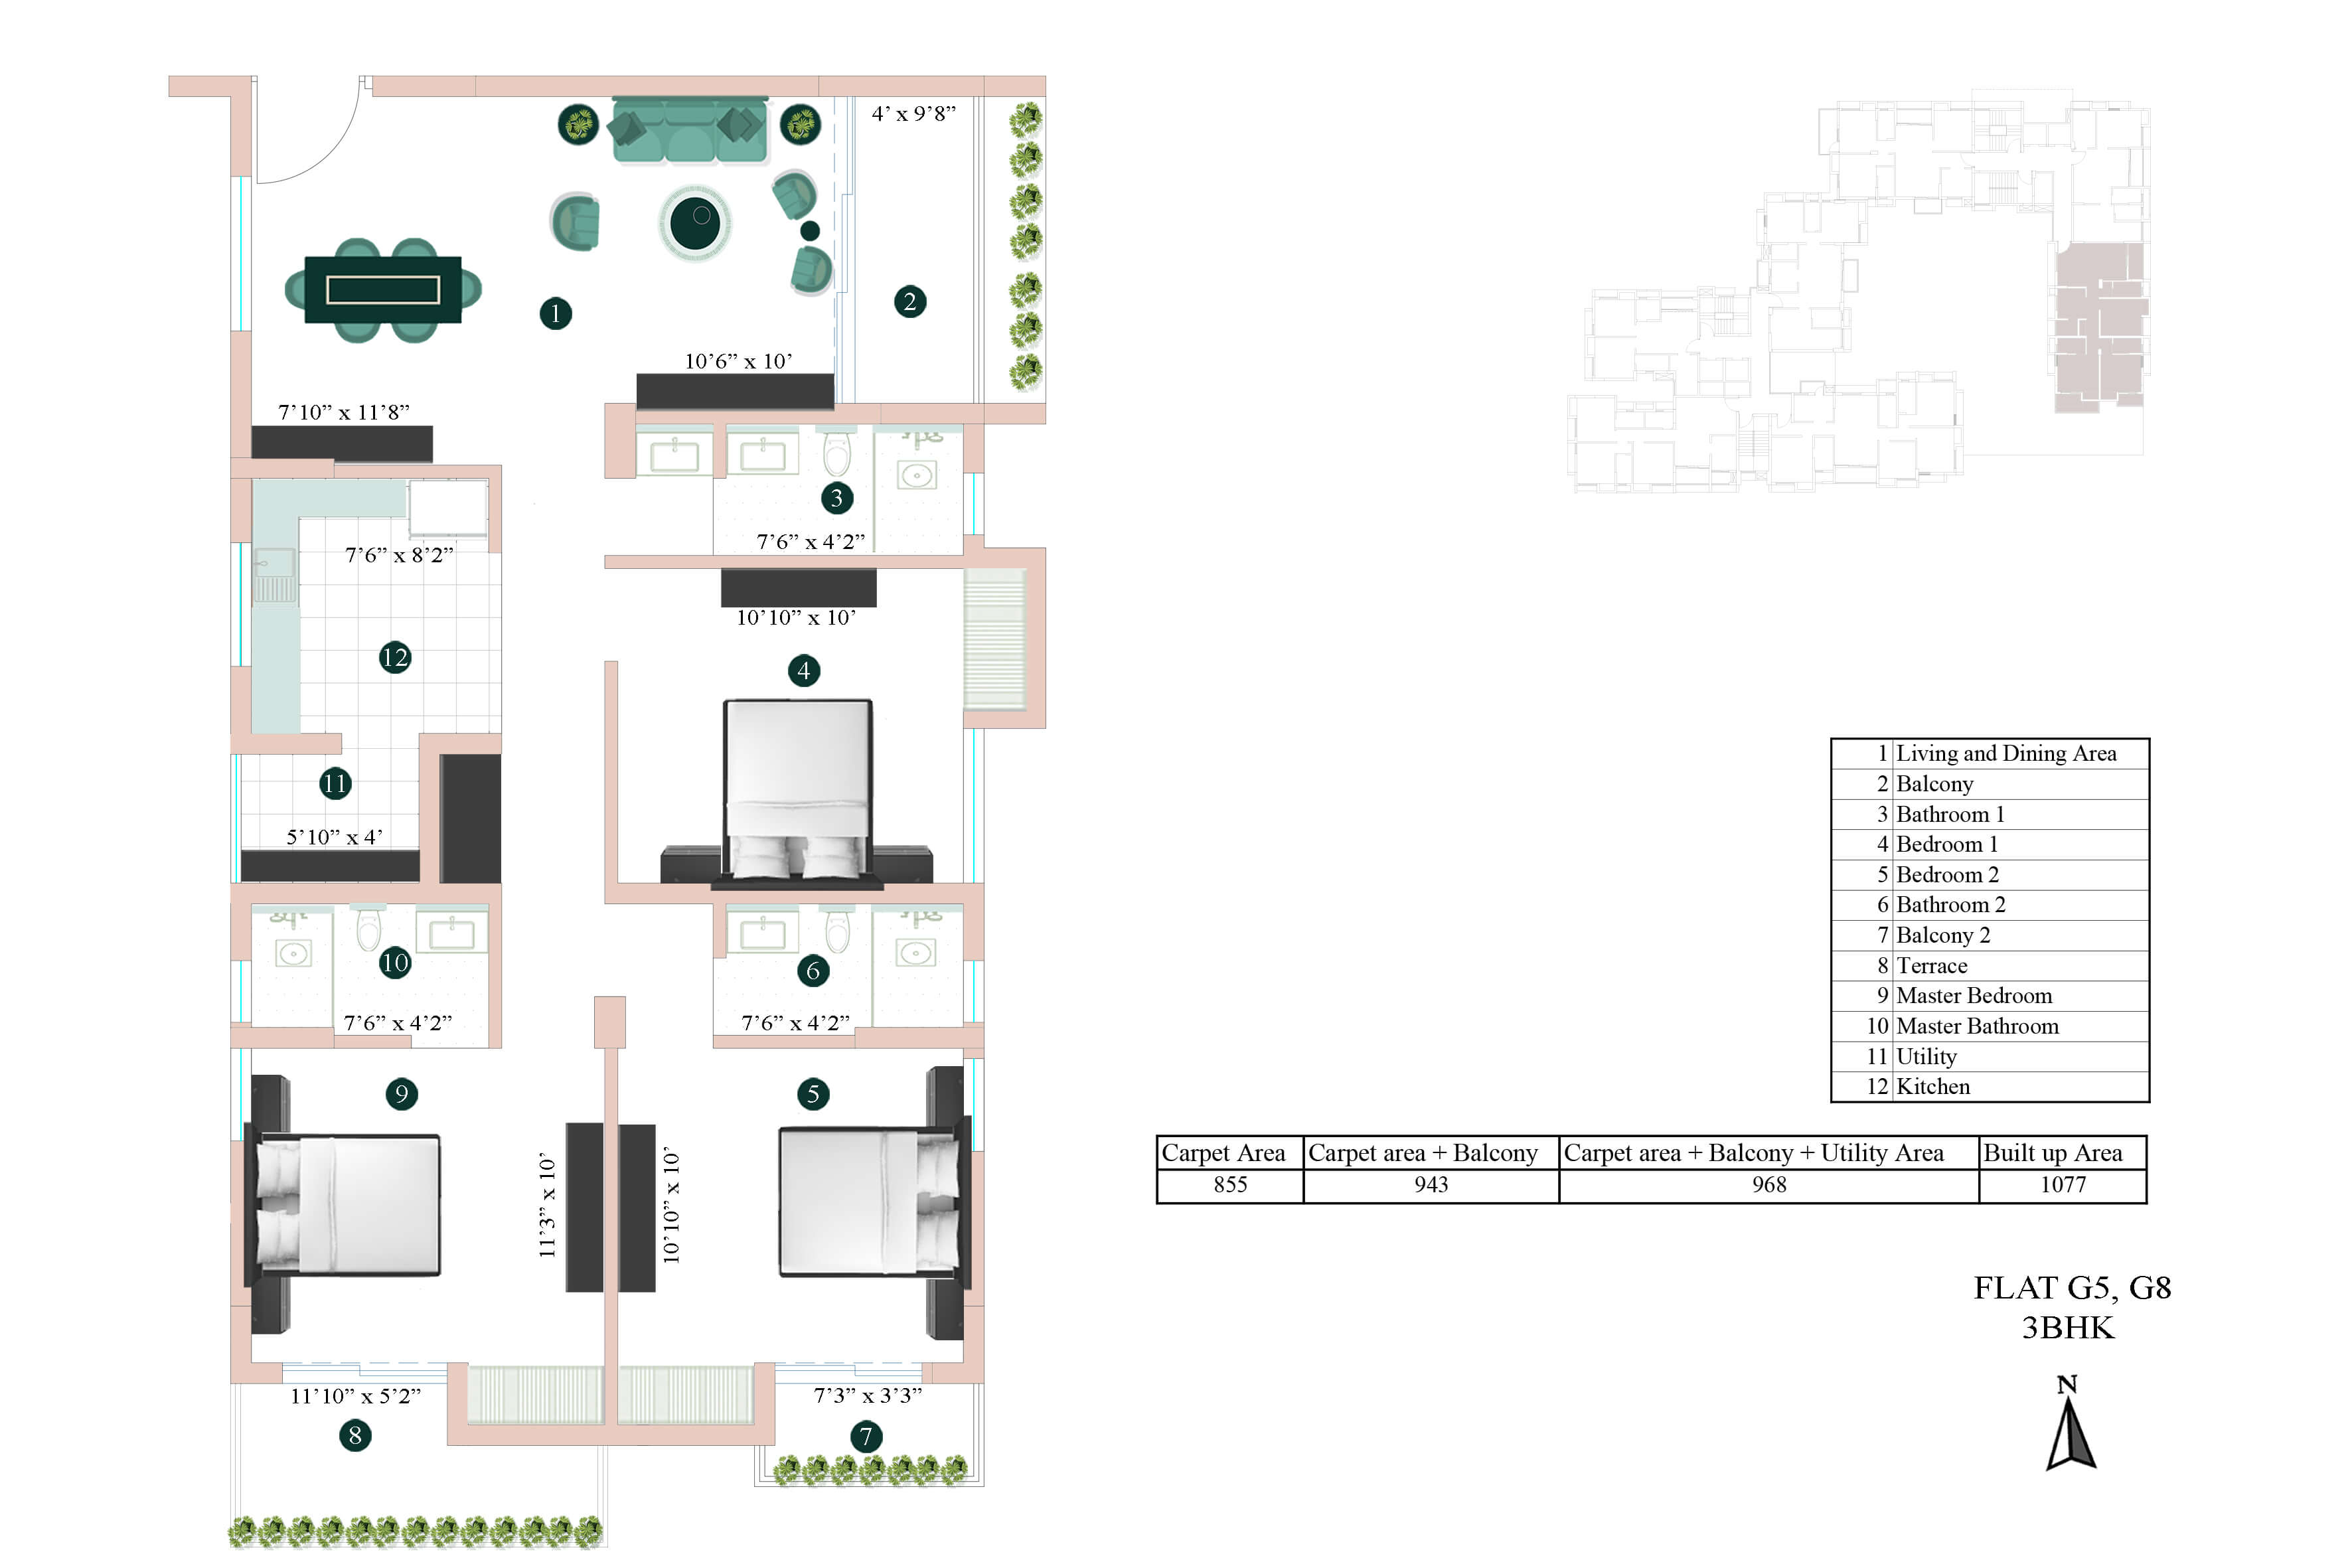 4’ x 9’8”
2
1
10’6” x 10’
7’10” x 11’8”
3
7’6” x 4’2”
7’6” x 8’2”
10’10” x 10’
12
4
11
5’10” x 4’
10
6
7’6” x 4’2”
7’6” x 4’2”
9
5
11’3” x 10’
10’10” x 10’
11’10” x 5’2”
7’3” x 3’3”
8
7
1 Living and Dining Area
2 Balcony
3 Bathroom 1
4 Bedroom 1
5 Bedroom 2
6 Bathroom 2
7 Balcony 2
8 Terrace
9 Master Bedroom
10 Master Bathroom
11 Utility
12 Kitchen
Carpet Area Carpet area + Balcony Carpet area + Balcony + Utility Area Built up Area
855 943 968 1077
FLAT G5, G8
3BHK
N